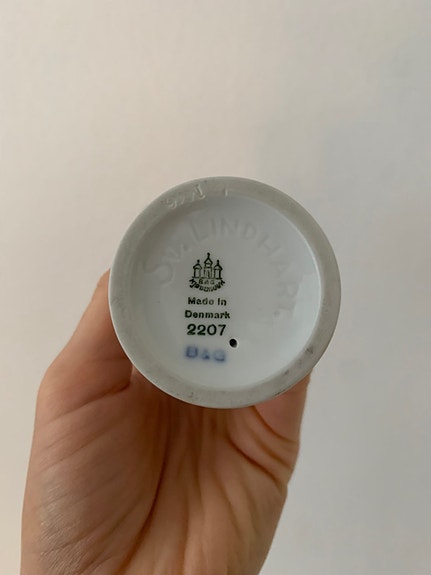 SV. LINDHART
B&G
Made in
Denmark
2207
B&G